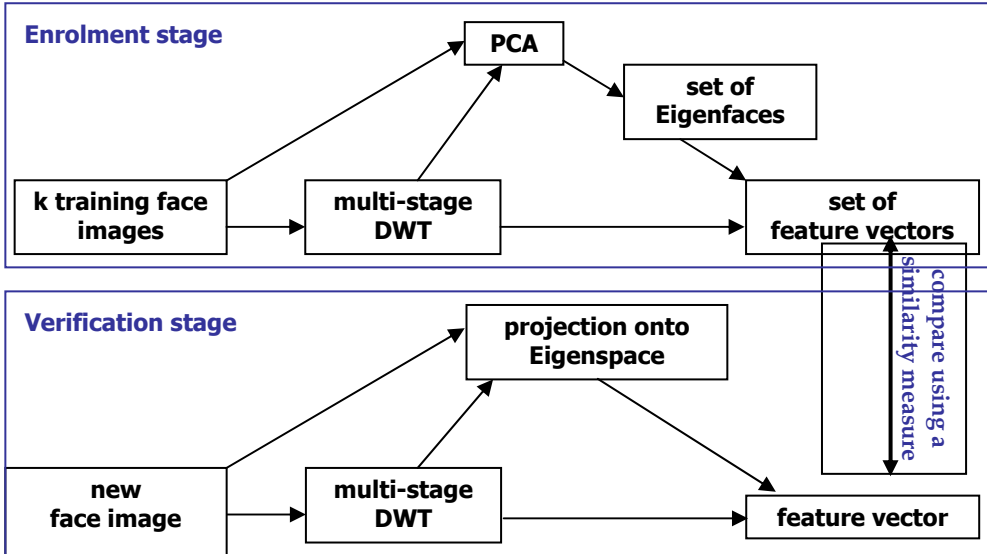 Enrolment stage
PCA
set of
Eigenfaces
k training face
images
multi-stage
DWT
set of
feature vectors
compare using a
similarity measure
Verification stage
projection onto
Eigenspace
new
face image
multi-stage
DWT
feature vector